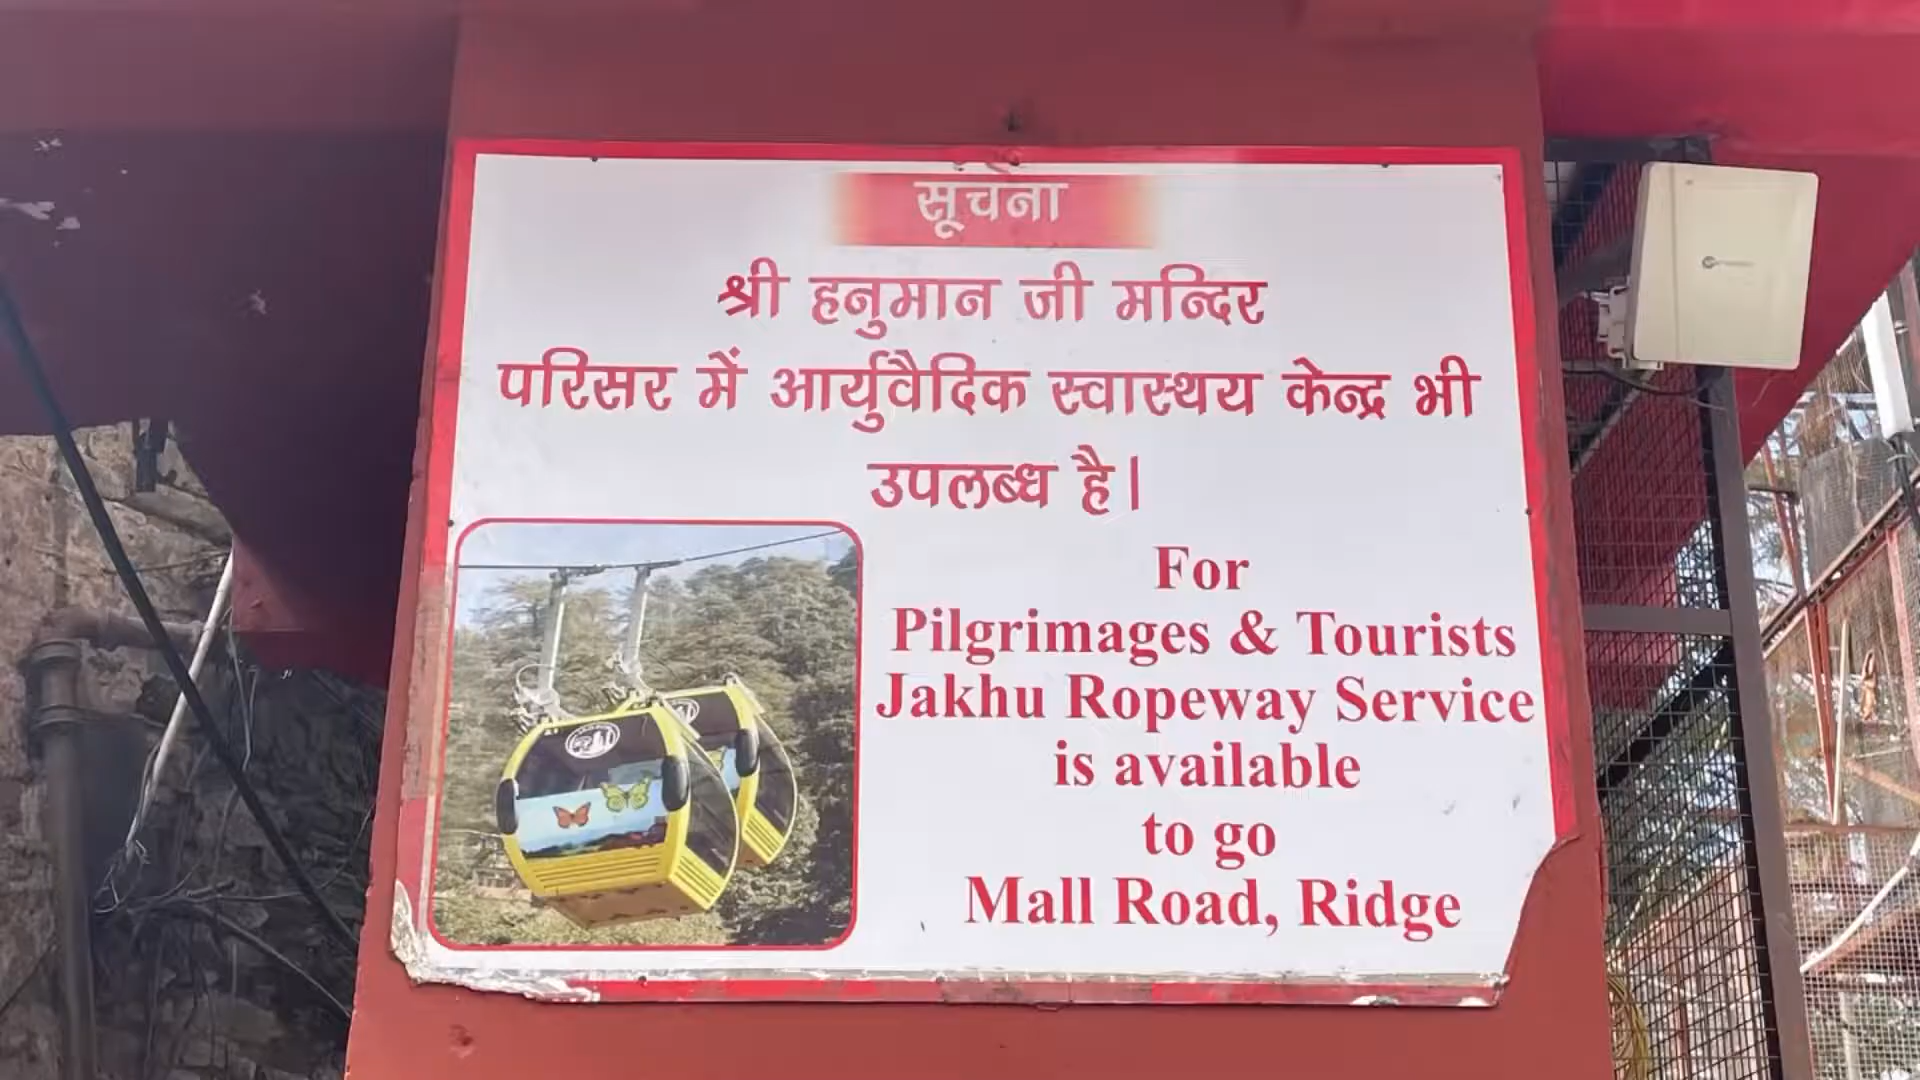 सूचना
श्री हनुमान जी मन्दिर
परिसर में आर्युवैदिक स्वास्थय केन्द्र भी
उपलब्ध है।
For
Pilgrimages & Tourists
Jakhu Ropeway Service
is available
to go
Mall Road, Ridge